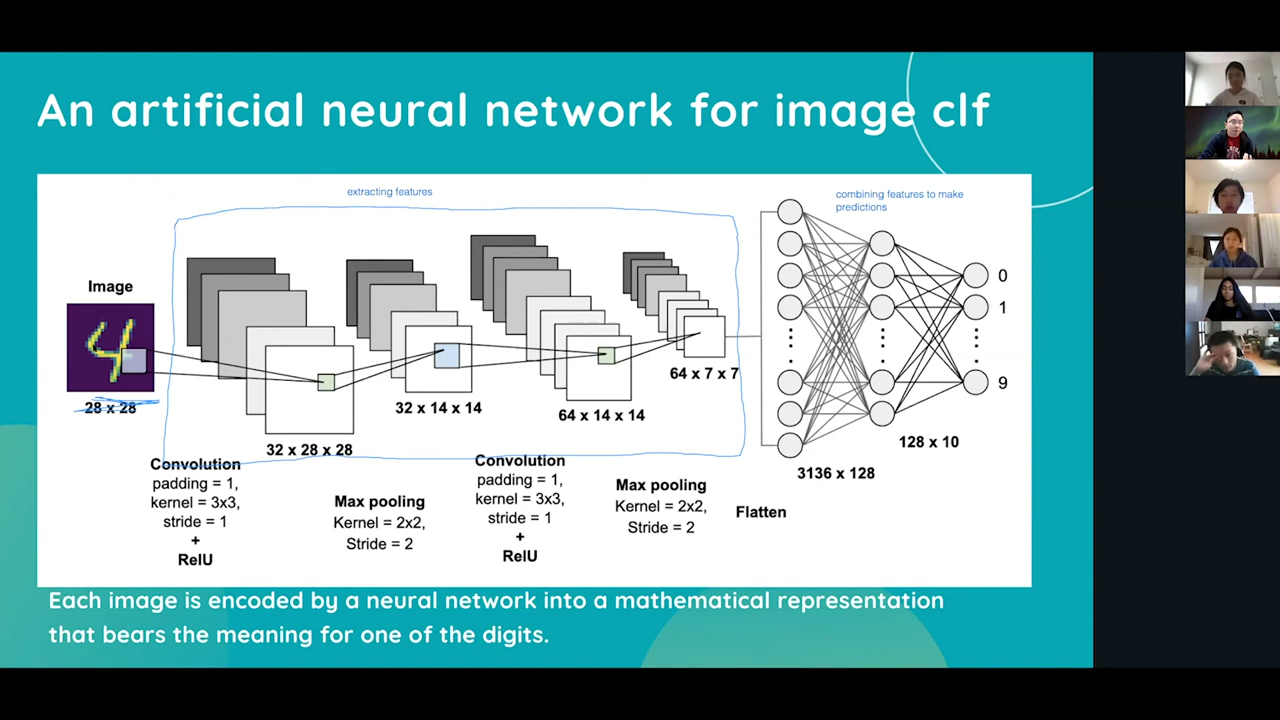 An artificial neural network for image clf
extracting features
combining features to make
predictions
Image
28 x 28
32 x 28 x 28
32 x 14 x 14
64 x 14 x 14
64 x 7 x 7
0
1
9
3136 x 128
128 x 10
Convolution
padding = 1,
kernel = 3x3,
stride = 1
+
RelU
Max pooling
Kernel = 2x2,
Stride = 2
Convolution
padding = 1,
kernel = 3x3,
stride = 1
+
RelU
Max pooling
Kernel = 2x2,
Stride = 2
Flatten
Each image is encoded by a neural network into a mathematical representation
that bears the meaning for one of the digits.